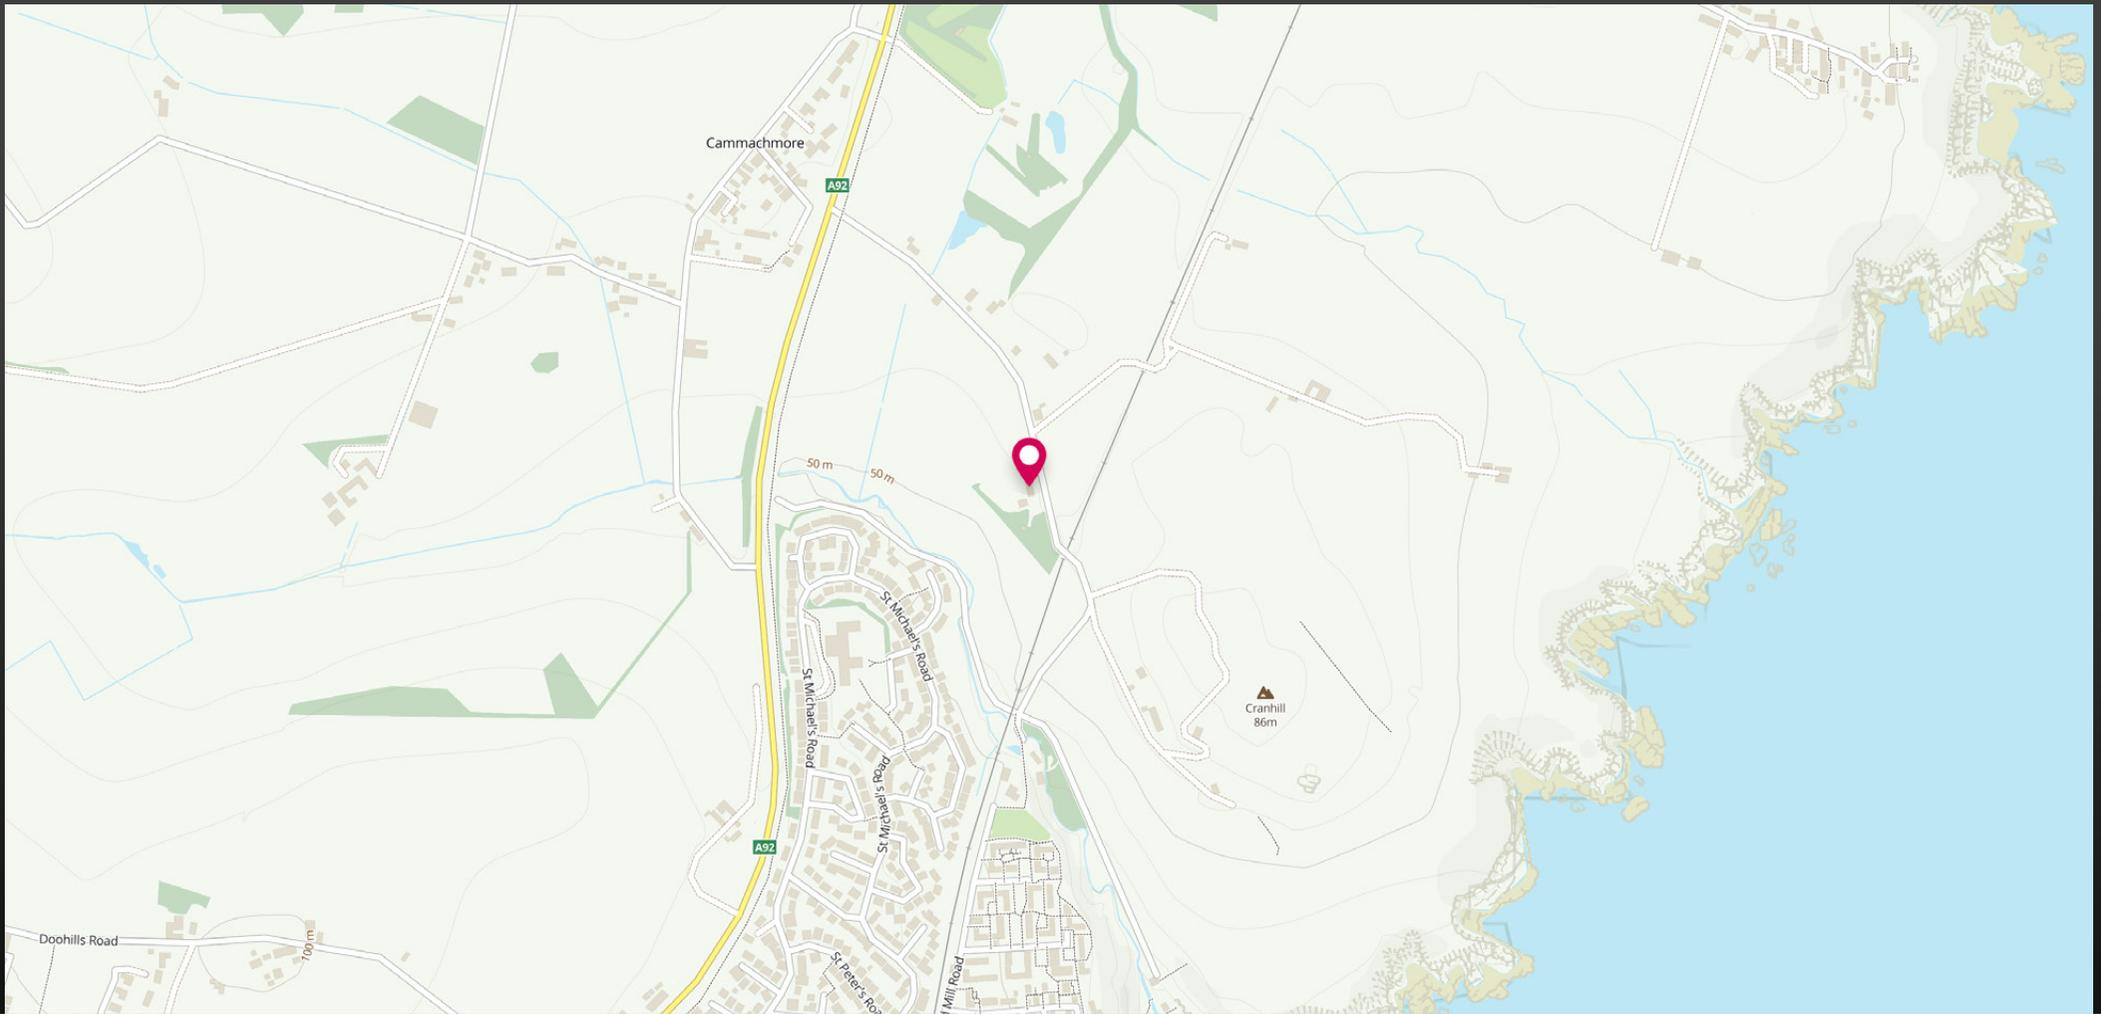 Cammachmore
A92
50 m
50 m
St Michael's Road
St Michael's Road
St Michael's Road
Cranhill
86m
A92
Doohills Road
100 m
St Peter's Roa
d Mill Road